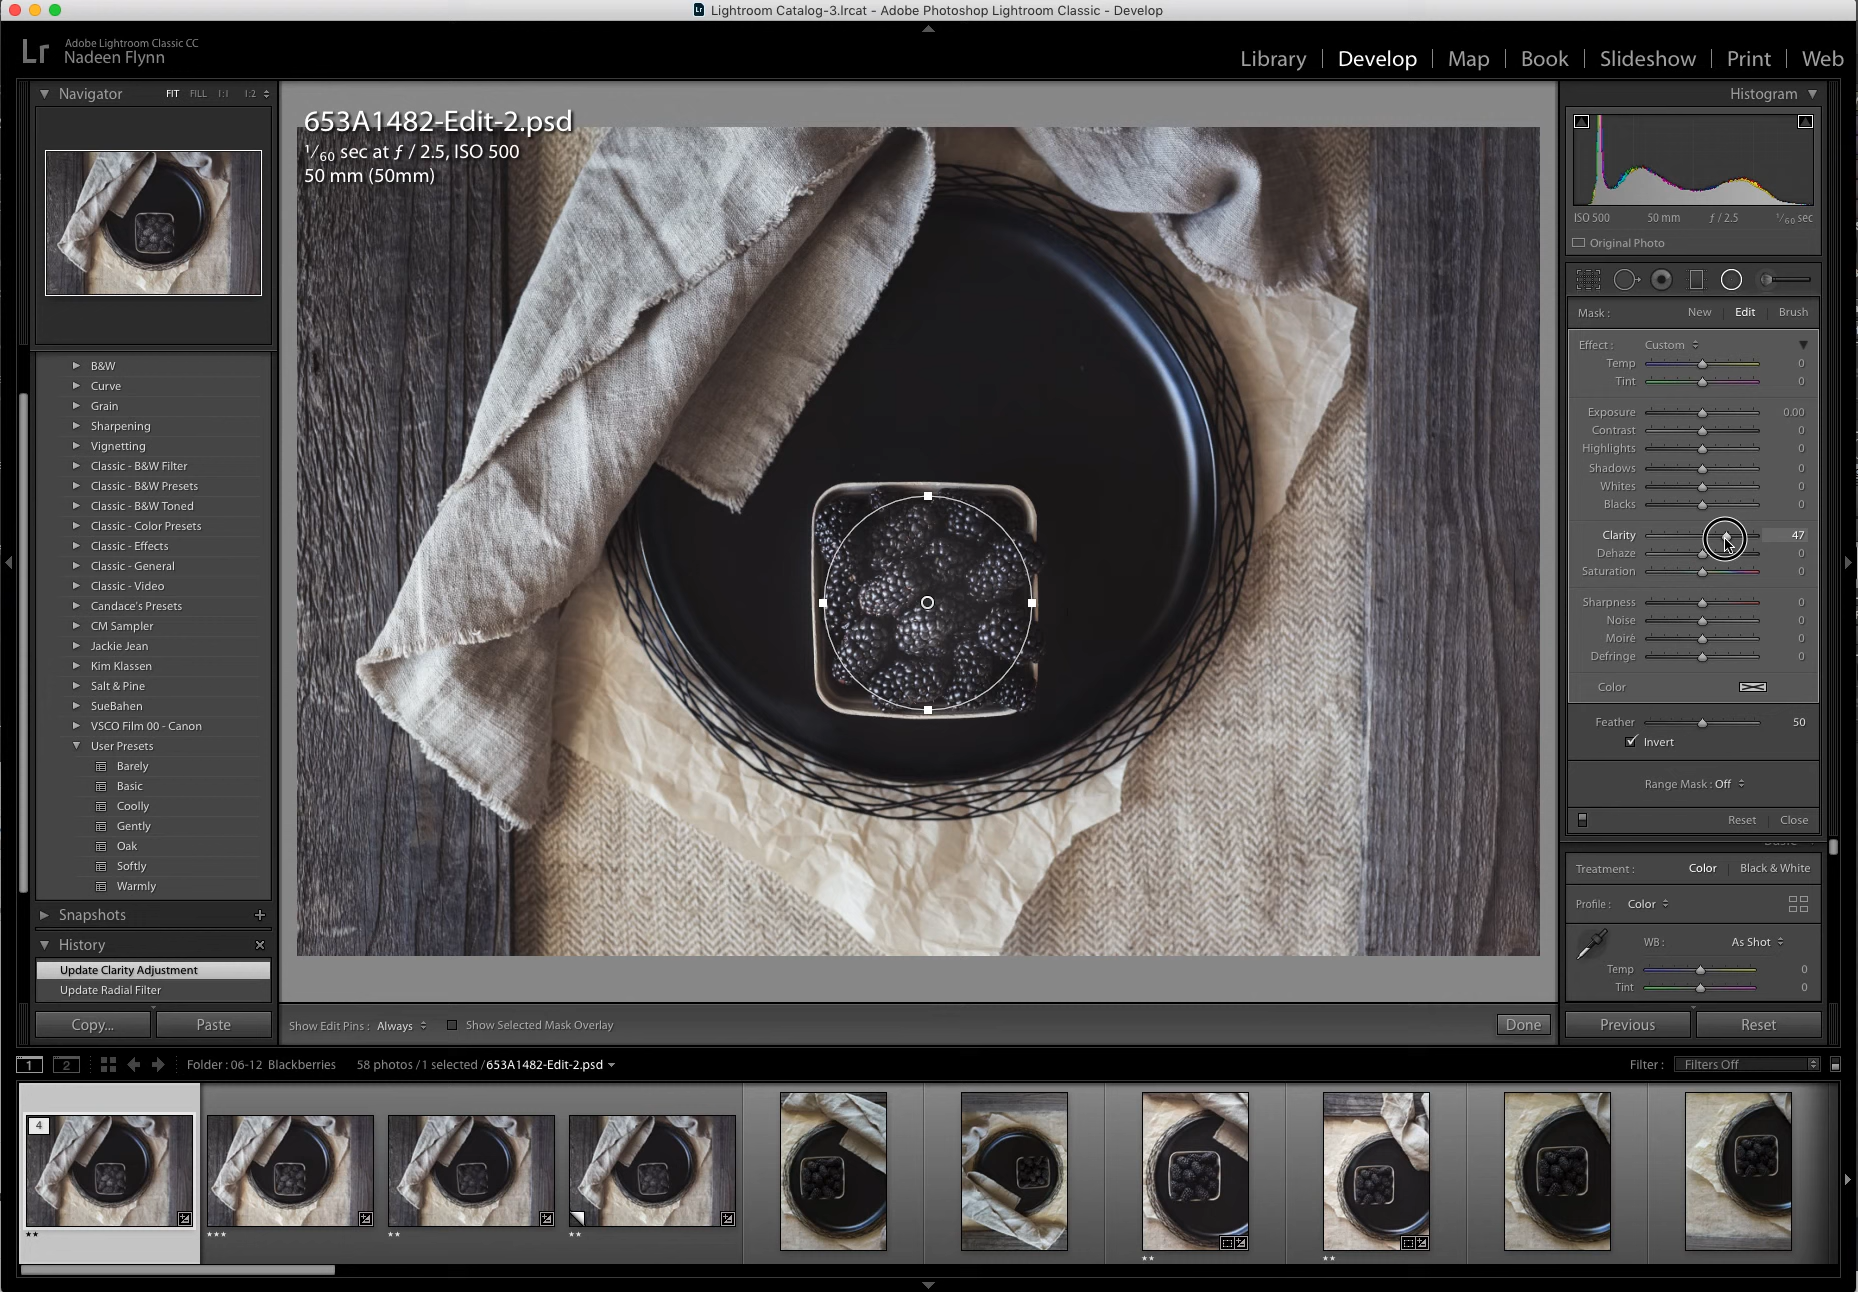 Lightroom Catalog-3.lrcat - Adobe Photoshop Lightroom Classic - Develop
Lr
Adobe Lightroom Classic CC
Nadeen Flynn
Library | Develop | Map | Book | Slideshow | Print | Web
Navigator FIT FILL 1:1 1:2
Histogram
653A1482-Edit-2.psd
1/60 sec at ƒ / 2.5, ISO 500
50 mm (50mm)
ISO 500 50 mm ƒ / 2.5 1/60 sec
Original Photo
Mask : New Edit Brush
Effect : Custom
Temp 0
Tint 0
Exposure 0.00
Contrast 0
Highlights 0
Shadows 0
Whites 0
Blacks 0
Clarity 47
Dehaze 0
Saturation 0
Sharpness 0
Noise 0
Moiré 0
Defringe 0
Color
Feather 50
Invert
Range Mask : Off
Reset Close
Basic
Treatment : Color Black & White
Profile : Color
WB : As Shot
Temp 0
Tint 0
Previous Reset
B&W
Curve
Grain
Sharpening
Vignetting
Classic - B&W Filter
Classic - B&W Presets
Classic - B&W Toned
Classic - Color Presets
Classic - Effects
Classic - General
Classic - Video
Candace's Presets
CM Sampler
Jackie Jean
Kim Klassen
Salt & Pine
SueBahen
VSCO Film 00 - Canon
User Presets
Barely
Basic
Coolly
Gently
Oak
Softly
Warmly
Snapshots
History
Update Clarity Adjustment
Update Radial Filter
Copy... Paste
Show Edit Pins : Always Show Selected Mask Overlay Done
1 2 Folder : 06-12 Blackberries 58 photos / 1 selected / 653A1482-Edit-2.psd Filter : Filters Off
4